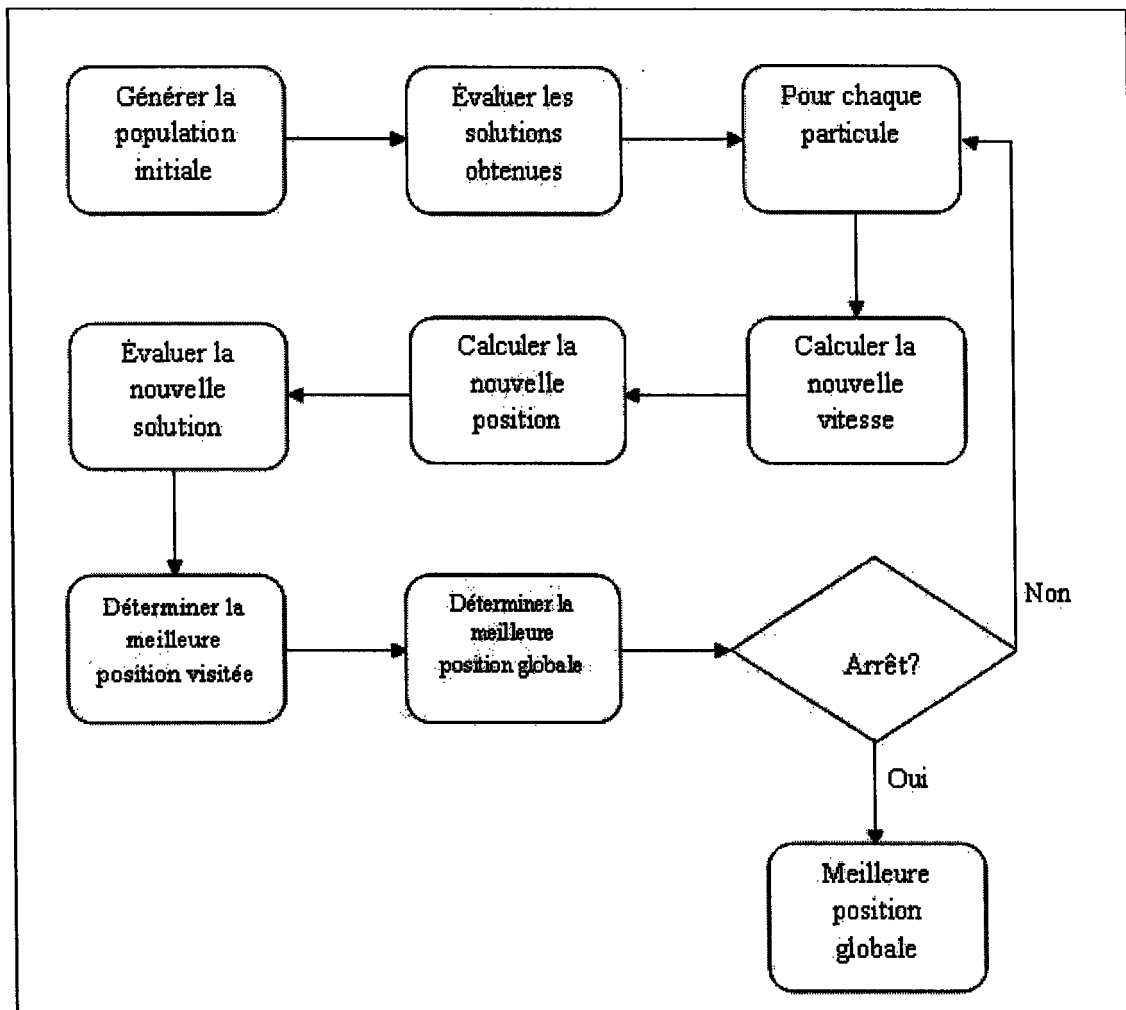 Générer la
population
initiale
Évaluer les
solutions
obtenues
Pour chaque
particule
Calculer la
nouvelle
vitesse
Calculer la
nouvelle
position
Évaluer la
nouvelle
solution
Déterminer la
meilleure
position visitée
Déterminer la
meilleure
position globale
Arrêt?
Non
Oui
Meilleure
position
globale